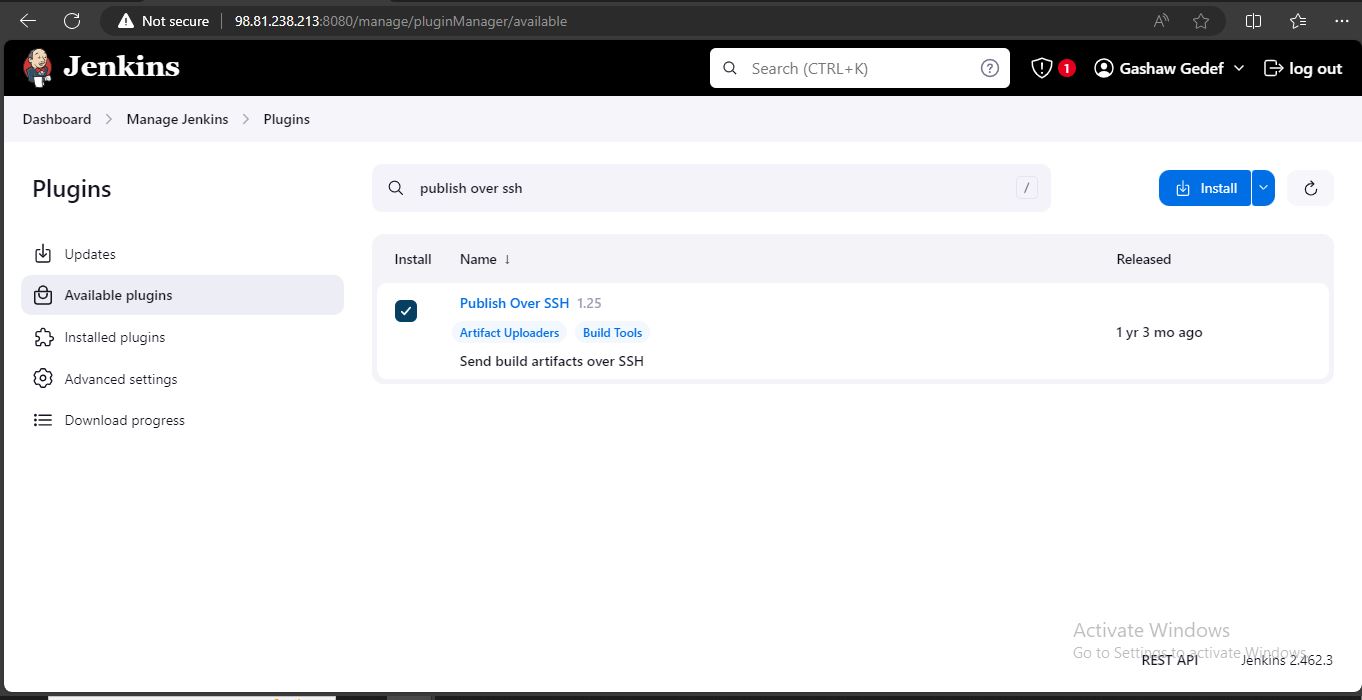 Not secure 98.81.238.213:8080/manage/pluginManager/available
Jenkins
Search (CTRL+K)
1
Gashaw Gedef
log out
Dashboard
Manage Jenkins
Plugins
Plugins
publish over ssh
/
Install
Updates
Available plugins
Installed plugins
Advanced settings
Download progress
Install Name ↓ Released
Publish Over SSH 1.25
Artifact Uploaders Build Tools
1 yr 3 mo ago
Send build artifacts over SSH
Activate Windows
Go to Settings to activate Windows.
REST API
Jenkins 2.462.3